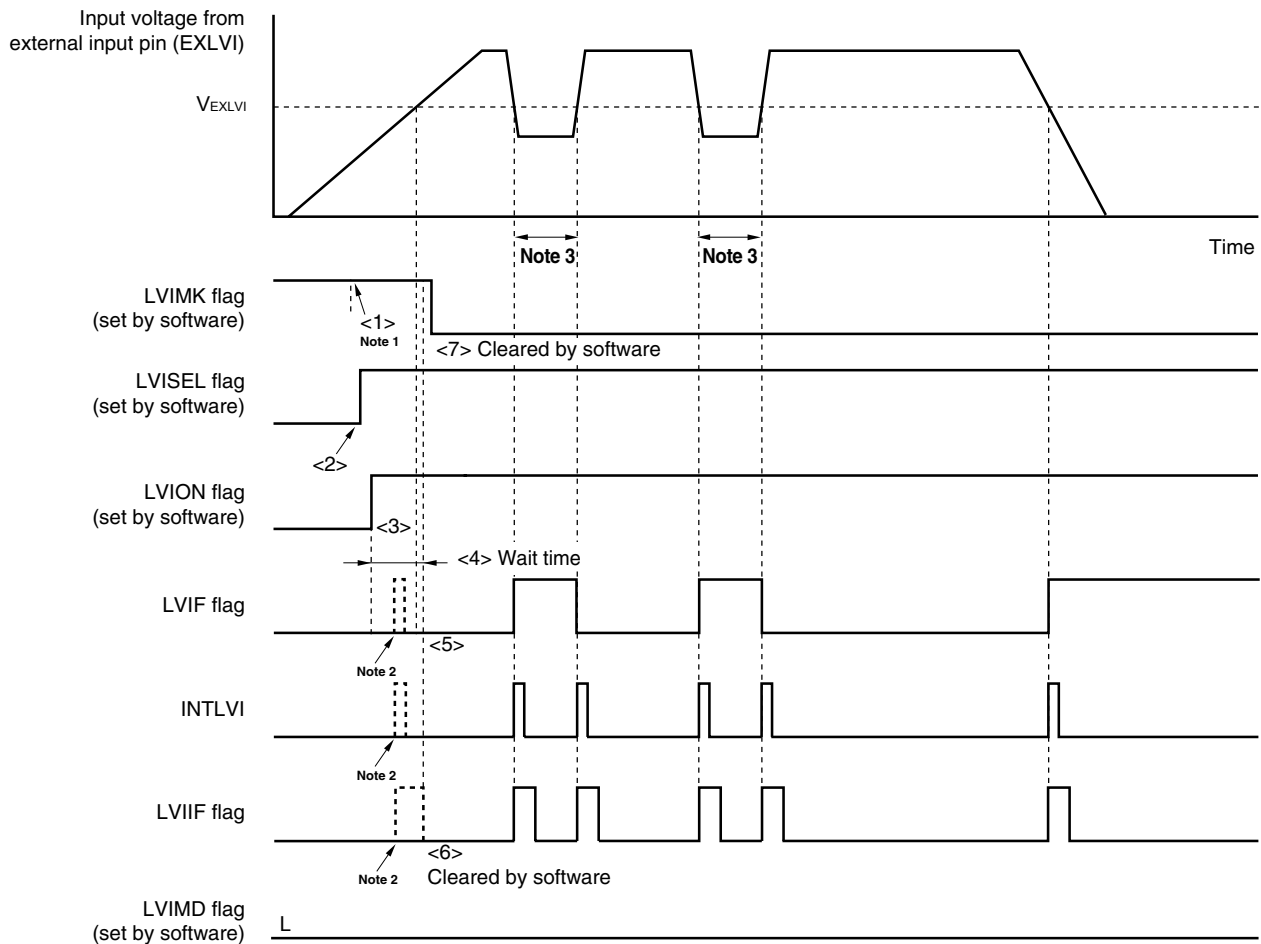 Input voltage from
external input pin (EXLVI)
VEXLVI
Time
Note 3
Note 3
LVIMK flag
(set by software)
<1>
Note 1
<7> Cleared by software
LVISEL flag
(set by software)
<2>
LVION flag
(set by software)
<3>
<4> Wait time
LVIF flag
<5>
Note 2
INTLVI
Note 2
LVIIF flag
<6>
Note 2
Cleared by software
LVIMD flag
(set by software)
L